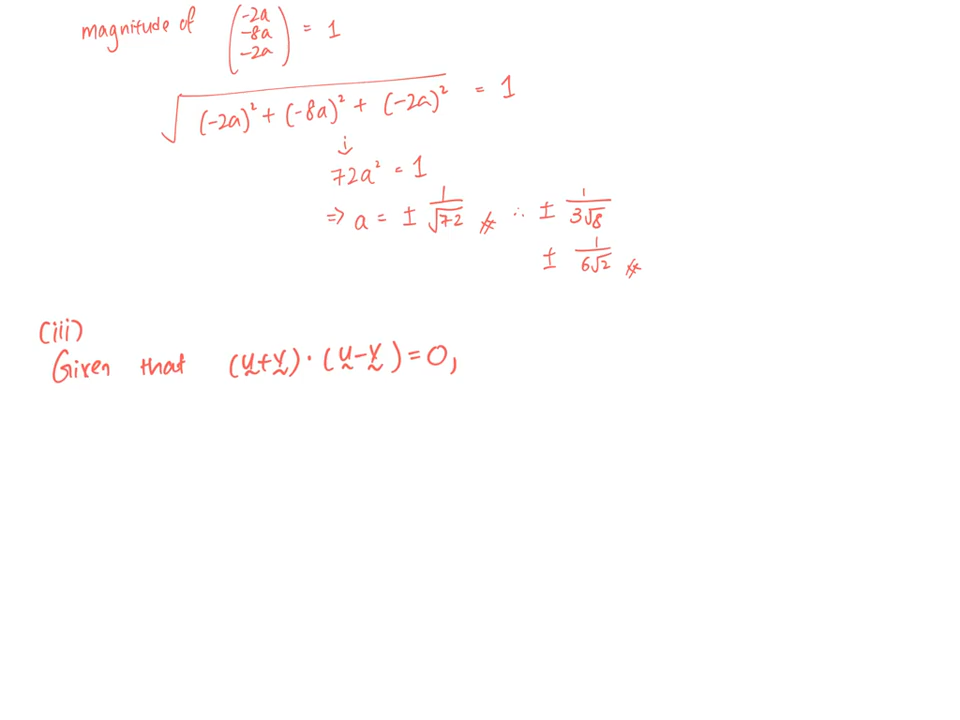 magnitude of (-2a -8a -2a) = 1
√((-2a)² + (-8a)² + (-2a)²) = 1
↓
72a² = 1
⇒ a = ± 1/√72 # ∴ ± 1/3√8
± 1/6√2 #
(iii)
Given that (u+v)·(u-v)=0,